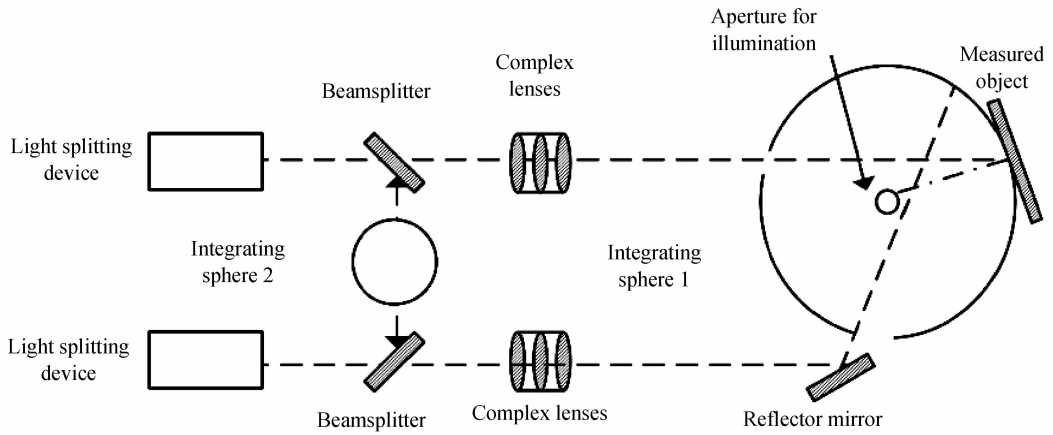 Aperture for
illumination
Measured
object
Complex
lenses
Beamsplitter
Light splitting
device
Integrating
sphere 2
Integrating
sphere 1
Light splitting
device
Beamsplitter
Complex lenses
Reflector mirror